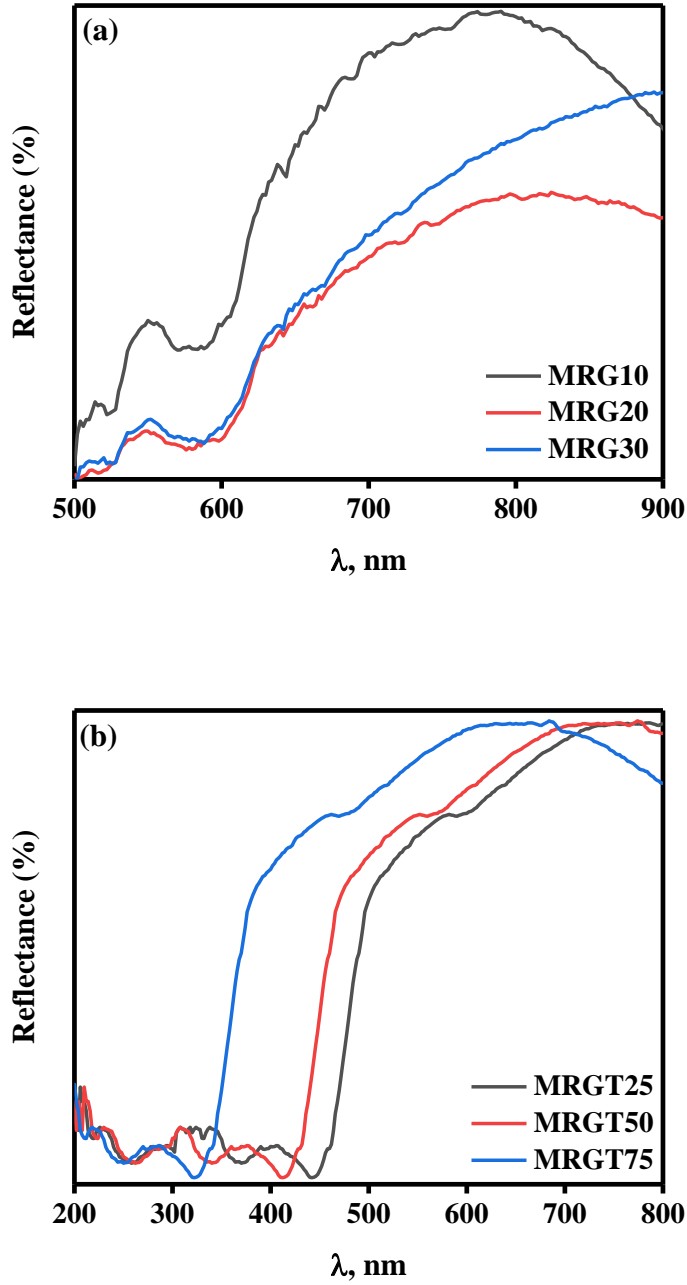 (a)
Reflectance (%)
MRG10
MRG20
MRG30
500 600 700 800 900
λ, nm
(b)
Reflectance (%)
MRGT25
MRGT50
MRGT75
200 300 400 500 600 700 800
λ, nm